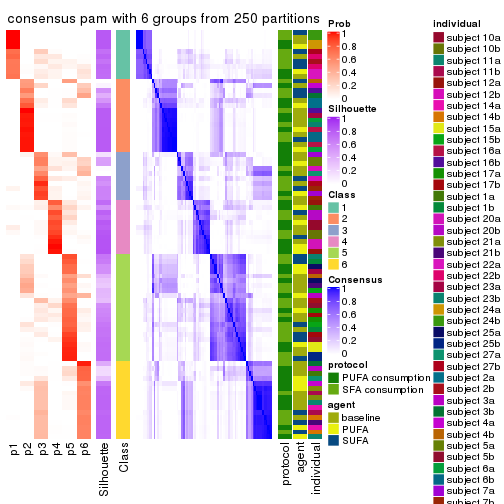 consensus pam with 6 groups from 250 partitions
p1
p2
p3
p4
p5
p6
Silhouette
Class
protocol
agent
individual
Prob
1
0.8
0.6
0.4
0.2
0
Silhouette
1
0.8
0.6
0.4
0.2
0
Class
1
2
3
4
5
6
Consensus
1
0.8
0.6
0.4
0.2
0
protocol
PUFA consumption
SFA consumption
agent
baseline
PUFA
SUFA
individual
subject 10a
subject 10b
subject 11a
subject 11b
subject 12a
subject 12b
subject 14a
subject 14b
subject 15a
subject 15b
subject 16a
subject 16b
subject 17a
subject 17b
subject 1a
subject 1b
subject 20a
subject 20b
subject 21a
subject 21b
subject 22a
subject 22b
subject 23a
subject 23b
subject 24a
subject 24b
subject 25a
subject 25b
subject 27a
subject 27b
subject 2a
subject 2b
subject 3a
subject 3b
subject 4a
subject 4b
subject 5a
subject 5b
subject 6a
subject 6b
subject 7a
subject 7b